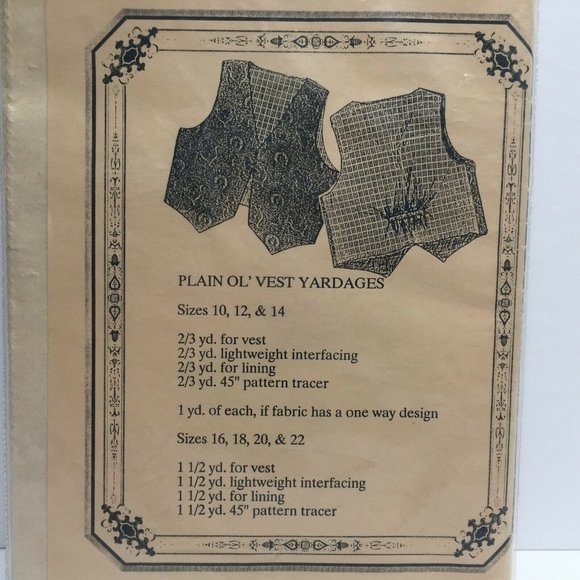 PLAIN OL' VEST YARDAGES
Sizes 10, 12, & 14
2/3 yd. for vest
2/3 yd. lightweight interfacing
2/3 yd. for lining
2/3 yd. 45" pattern tracer
1 yd. of each, if fabric has a one way design
Sizes 16, 18, 20, & 22
1 1/2 yd. for vest
1 1/2 yd. lightweight interfacing
1 1/2 yd. for lining
1 1/2 yd. 45" pattern tracer